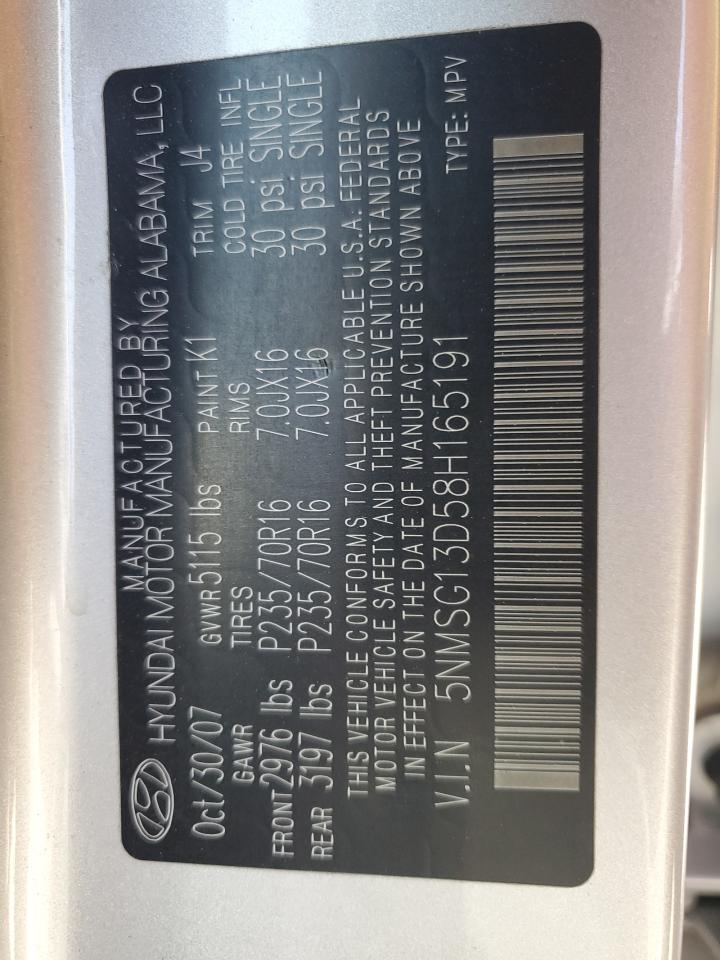 MANUFACTURED BY
HYUNDAI MOTOR MANUFACTURING ALABAMA, LLC
Oct/30/07 GVWR 5115 lbs PAINT K1 TRIM J4
GAWR TIRES RIMS COLD TIRE INFL
FRONT 2976 lbs P235/70R16 7.0JX16 30 psi SINGLE
REAR 3197 lbs P235/70R16 7.0JX16 30 psi SINGLE
THIS VEHICLE CONFORMS TO ALL APPLICABLE U.S.A. FEDERAL
MOTOR VEHICLE SAFETY AND THEFT PREVENTION STANDARDS
IN EFFECT ON THE DATE OF MANUFACTURE SHOWN ABOVE
V.I.N 5NMSG13D58H165191 TYPE: MPV